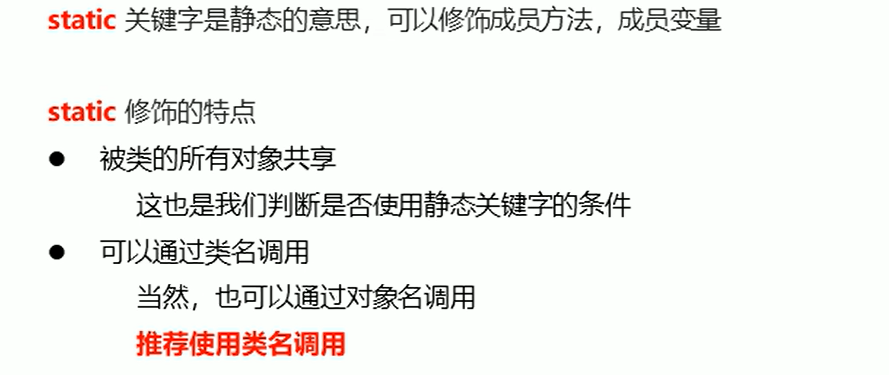 static 关键字是静态的意思，可以修饰成员方法，成员变量
static 修饰的特点
● 被类的所有对象共享
这也是我们判断是否使用静态关键字的条件
● 可以通过类名调用
当然，也可以通过对象名调用
推荐使用类名调用